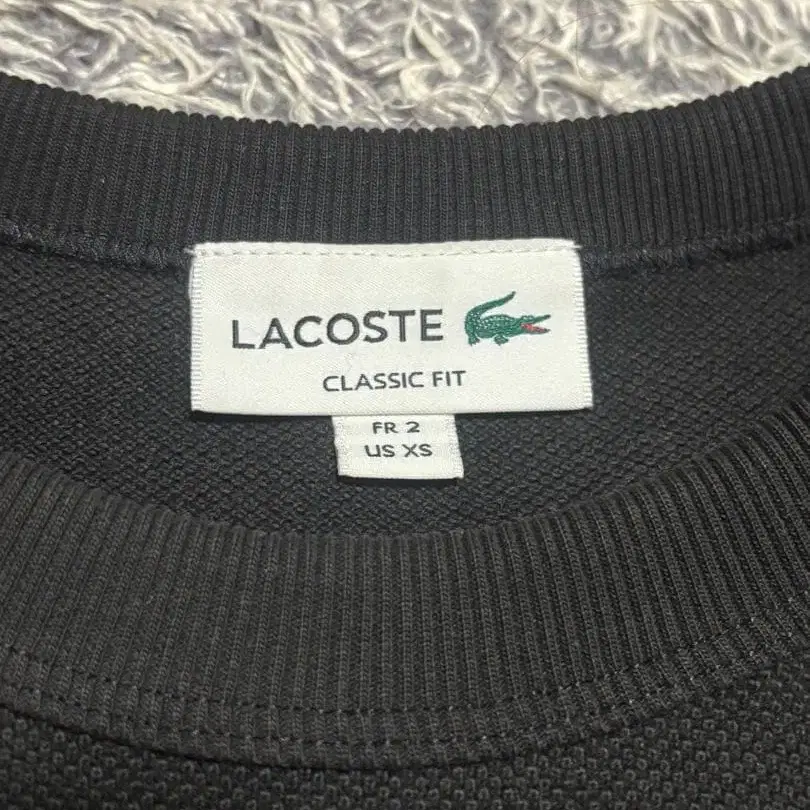 LACOSTE
CLASSIC FIT
FR 2
US XS